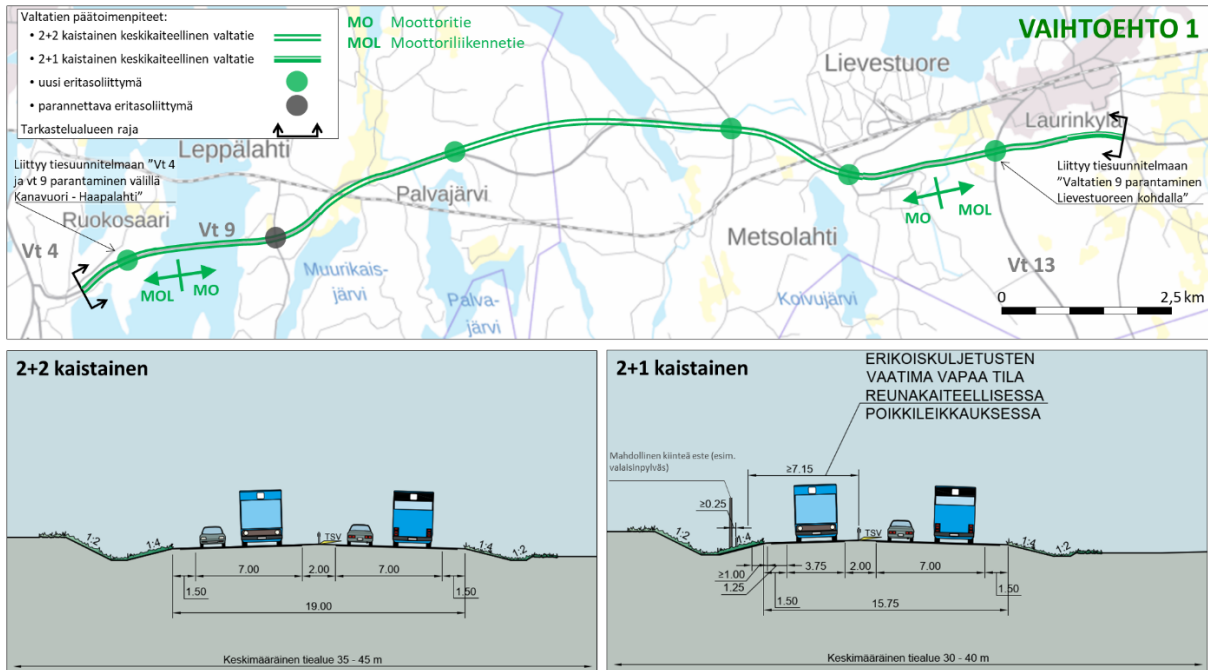 Valtatien päätoimenpiteet:
• 2+2 kaistainen keskikaiteellinen valtatie
• 2+1 kaistainen keskikaiteellinen valtatie
• uusi eritasoliittymä
• parannettava eritasoliittymä
Tarkastelualueen raja
MO Moottoritie
MOL Moottoriliikennetie
VAIHTOEHTO 1
Lievestuore
Laurinkylä
Leppälahti
Liittyy tiesuunnitelmaan "Vt 4
ja vt 9 parantaminen välillä
Kanavuori - Haapalahti"
Palvajärvi
Liittyy tiesuunnitelmaan
"Valtatien 9 parantaminen
Lievestuoreen kohdalla"
Ruokosaari
Vt 9
Vt 4
MOL
MO
MO
MOL
Metsolahti
Vt 13
Muurikais-
järvi
Palva-
järvi
Koivujärvi
0
2,5 km
2+2 kaistainen
1:2
1:4
TSV
1:4
1:2
7.00
2.00
7.00
1.50
1.50
19.00
Keskimääräinen tiealue 35 - 45 m
2+1 kaistainen
ERIKOISKULJETUSTEN
VAATIMA VAPAA TILA
REUNAKAITEELLISESSA
POIKKILEIKKAUKSESSA
Mahdollinen kiinteä este (esim.
valaisinpylväs)
≥7.15
≥0.25
1:2
1:4
TSV
1:4
1:2
3.75
2.00
7.00
≥1.00
1.25
1.50
1.50
15.75
Keskimääräinen tiealue 30 - 40 m